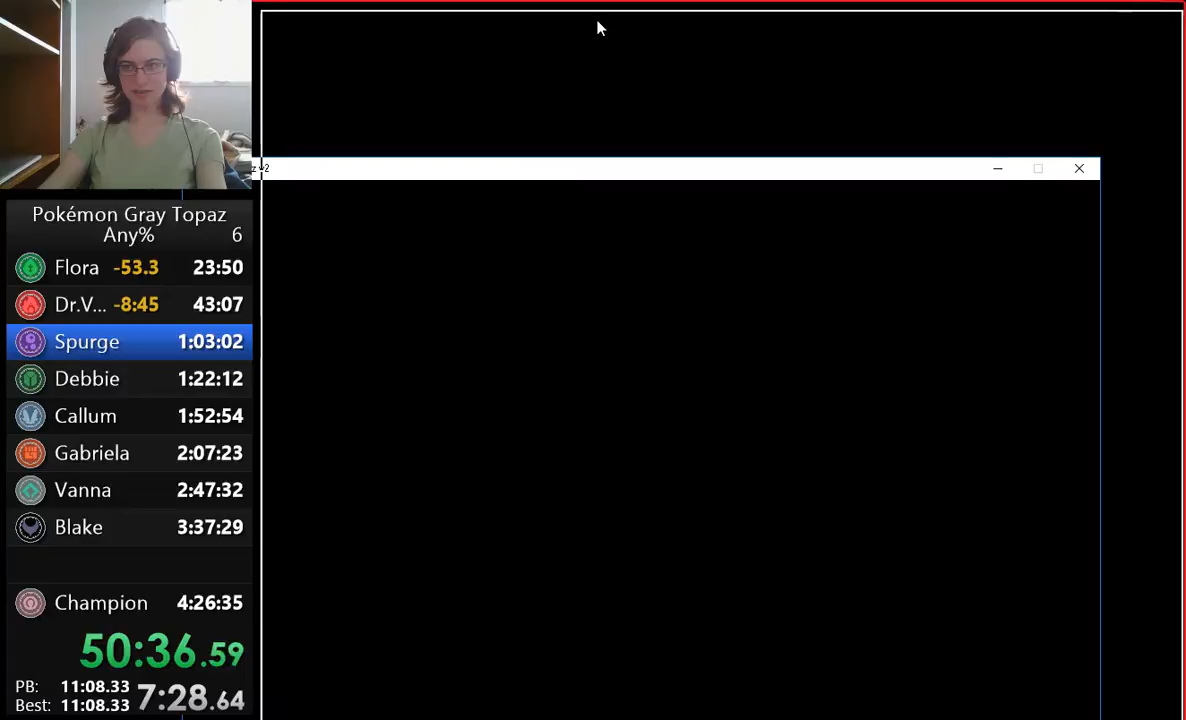 z v2
Pokémon Gray Topaz
Any% 6
Flora -53.3 23:50
Dr.V... -8:45 43:07
Spurge 1:03:02
Debbie 1:22:12
Callum 1:52:54
Gabriela 2:07:23
Vanna 2:47:32
Blake 3:37:29
Champion 4:26:35
50:36.59
PB: 11:08.33 7:28.64
Best: 11:08.33